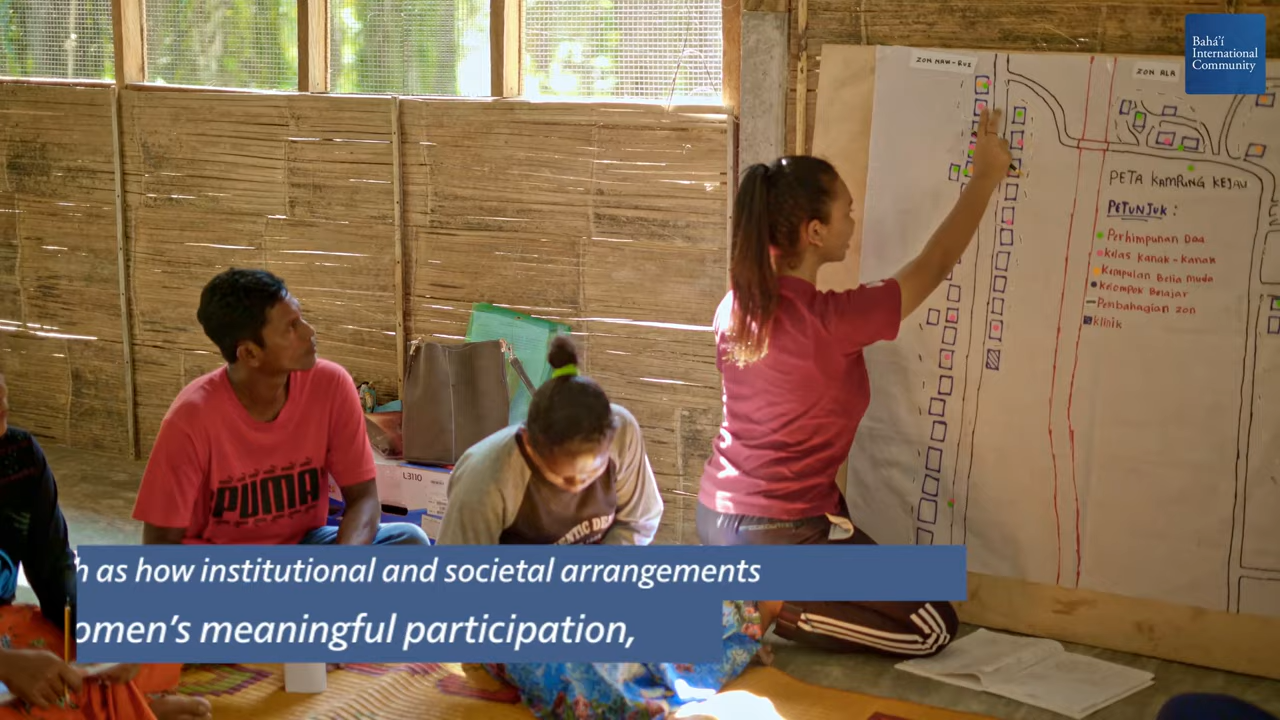 Bahá'í
International
Community
ZON MAW-BUI
ZON ALA
PETA KAMPUNG KEJAU
PETUNJUK :
Perhimpunan Doa
Kelas Kanak-Kanak
Kumpulan Belia muda
Kelompok Belajar
Pembahagian zon
Klinik
PUMA
L3110
h as how institutional and societal arrangements
omen's meaningful participation,